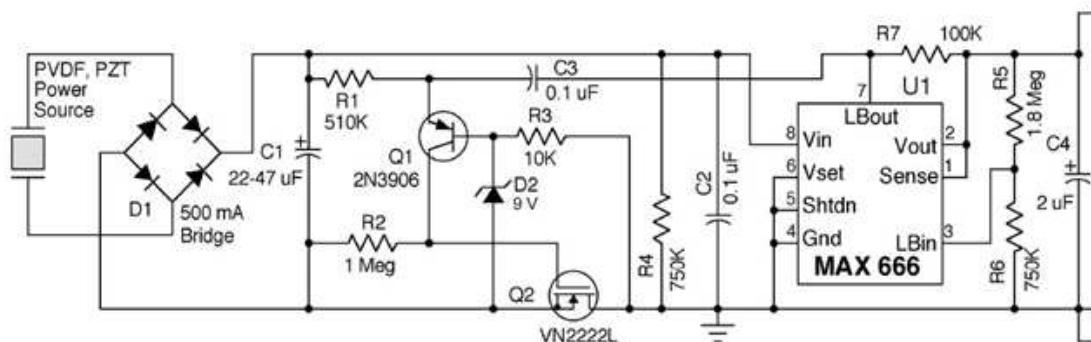 PVDF, PZT
Power
Source
D1
500 mA
Bridge
C1
+
22-47 uF
R1
510K
Q1
2N3906
R2
1 Meg
C3
0.1 uF
R3
10K
D2
9 V
Q2
VN2222L
R4
750K
C2
0.1 uF
R7
100K
U1
7
LBout
8
Vin
6
Vset
5
Shtdn
4
Gnd
Vout
2
Sense
1
LBin
3
MAX 666
R5
1.8 Meg
R6
750K
C4
+
2 uF